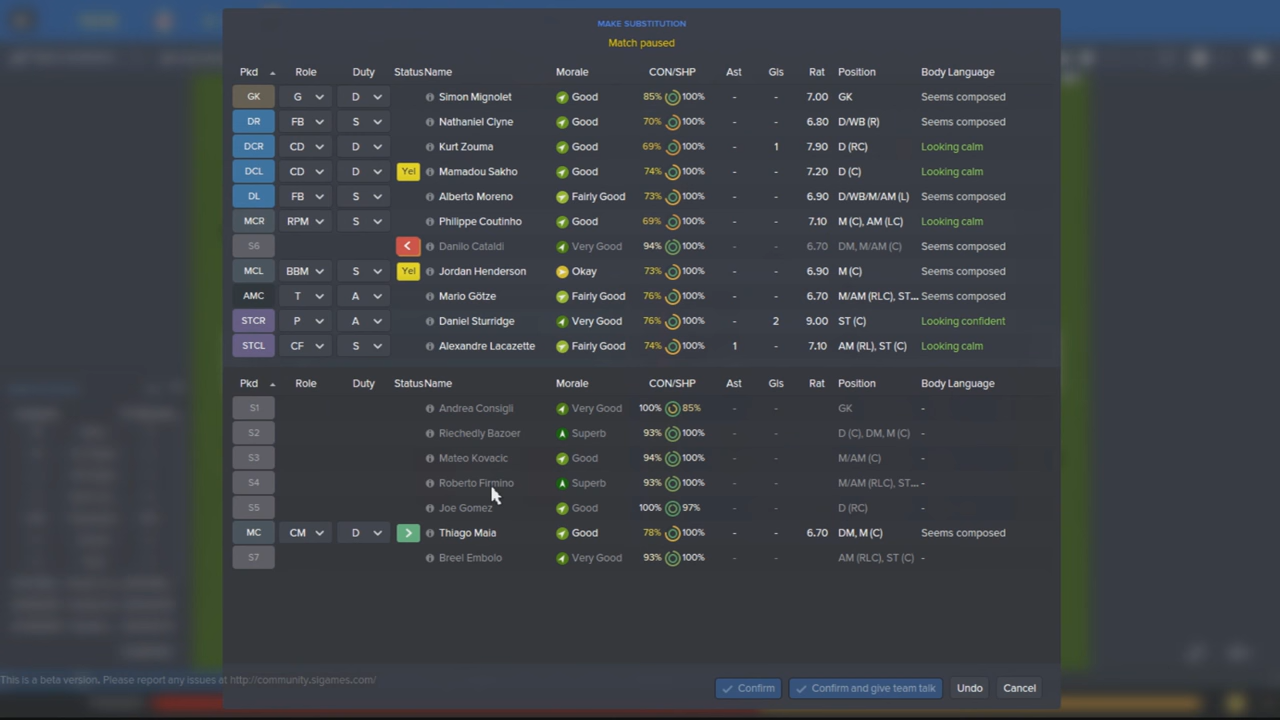 MAKE SUBSTITUTION
Match paused
Pkd Role Duty Status Name Morale CON/SHP Ast Gls Rat Position Body Language
GK G D Simon Mignolet Good 85% 100% - - 7.00 GK Seems composed
DR FB S Nathaniel Clyne Good 70% 100% - - 6.80 D/WB (R) Seems composed
DCR CD D Kurt Zouma Good 69% 100% - 1 7.90 D (RC) Looking calm
DCL CD D Yel Mamadou Sakho Good 74% 100% - - 7.20 D (C) Looking calm
DL FB S Alberto Moreno Fairly Good 73% 100% - - 6.90 D/WB/M/AM (L) Seems composed
MCR RPM S Philippe Coutinho Good 69% 100% - - 7.10 M (C), AM (LC) Looking calm
S6 < Danilo Cataldi Very Good 94% 100% - - 6.70 DM, M/AM (C) Seems composed
MCL BBM S Yel Jordan Henderson Okay 73% 100% - - 6.90 M (C) Seems composed
AMC T A Mario Götze Fairly Good 76% 100% - - 6.70 M/AM (RLC), ST... Seems composed
STCR P A Daniel Sturridge Very Good 76% 100% - 2 9.00 ST (C) Looking confident
STCL CF S Alexandre Lacazette Fairly Good 74% 100% 1 - 7.10 AM (RL), ST (C) Looking calm
Pkd Role Duty Status Name Morale CON/SHP Ast Gls Rat Position Body Language
S1 Andrea Consigli Very Good 100% 85% - - - GK -
S2 Riechedly Bazoer Superb 93% 100% - - - D (C), DM, M (C) -
S3 Mateo Kovacic Good 94% 100% - - - M/AM (C) -
S4 Roberto Firmino Superb 93% 100% - - - M/AM (RLC), ST... -
S5 Joe Gomez Good 100% 97% - - - D (RC) -
MC CM D > Thiago Maia Good 78% 100% - - 6.70 DM, M (C) Seems composed
S7 Breel Embolo Very Good 93% 100% - - - AM (RLC), ST (C) -
This is a beta version. Please report any issues at http://community.sigames.com/
Confirm Confirm and give team talk Undo Cancel